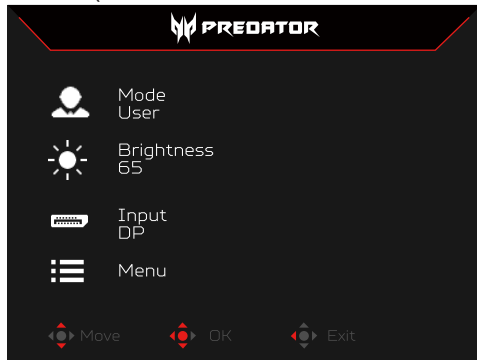 PREDATOR
Mode
User
Brightness
65
Input
DP
Menu
Move OK Exit